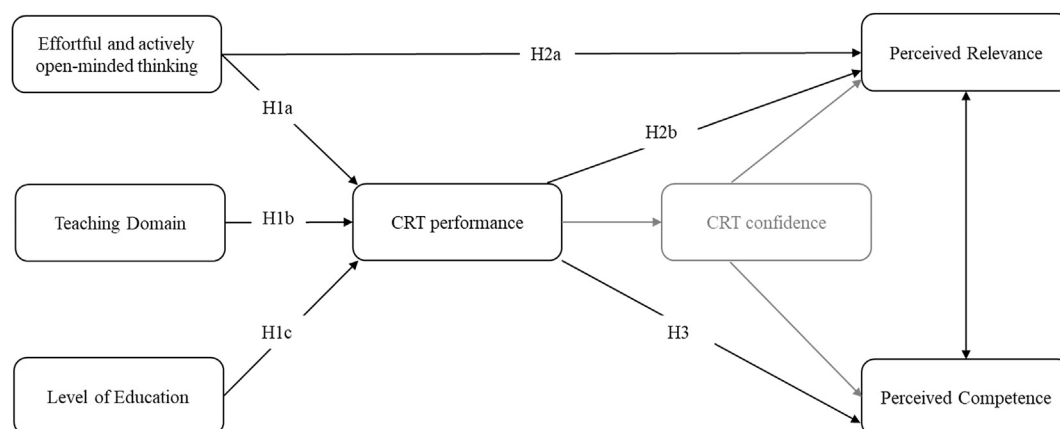 Effortful and actively
open-minded thinking
H2a
Perceived Relevance
H1a
H2b
Teaching Domain
H1b
CRT performance
CRT confidence
H1c
H3
Level of Education
Perceived Competence